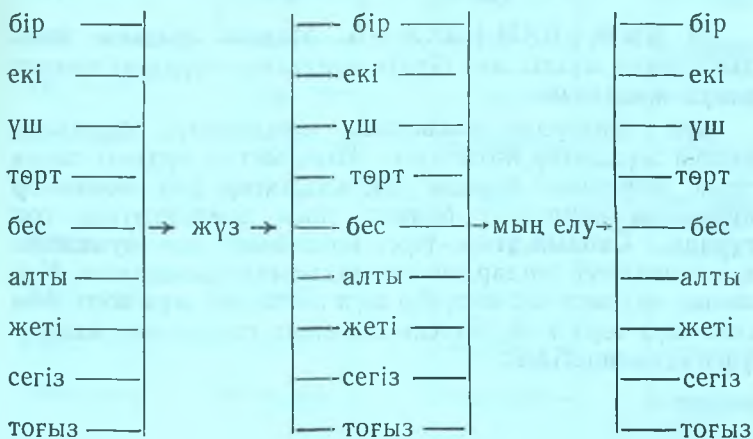 бір бір бір
екі екі екі
үш үш үш
төрт төрт төрт
бес → жүз → бес → мың елу → бес
алты алты алты
жеті жеті жеті
сегіз сегіз сегіз
тоғыз тоғыз тоғыз